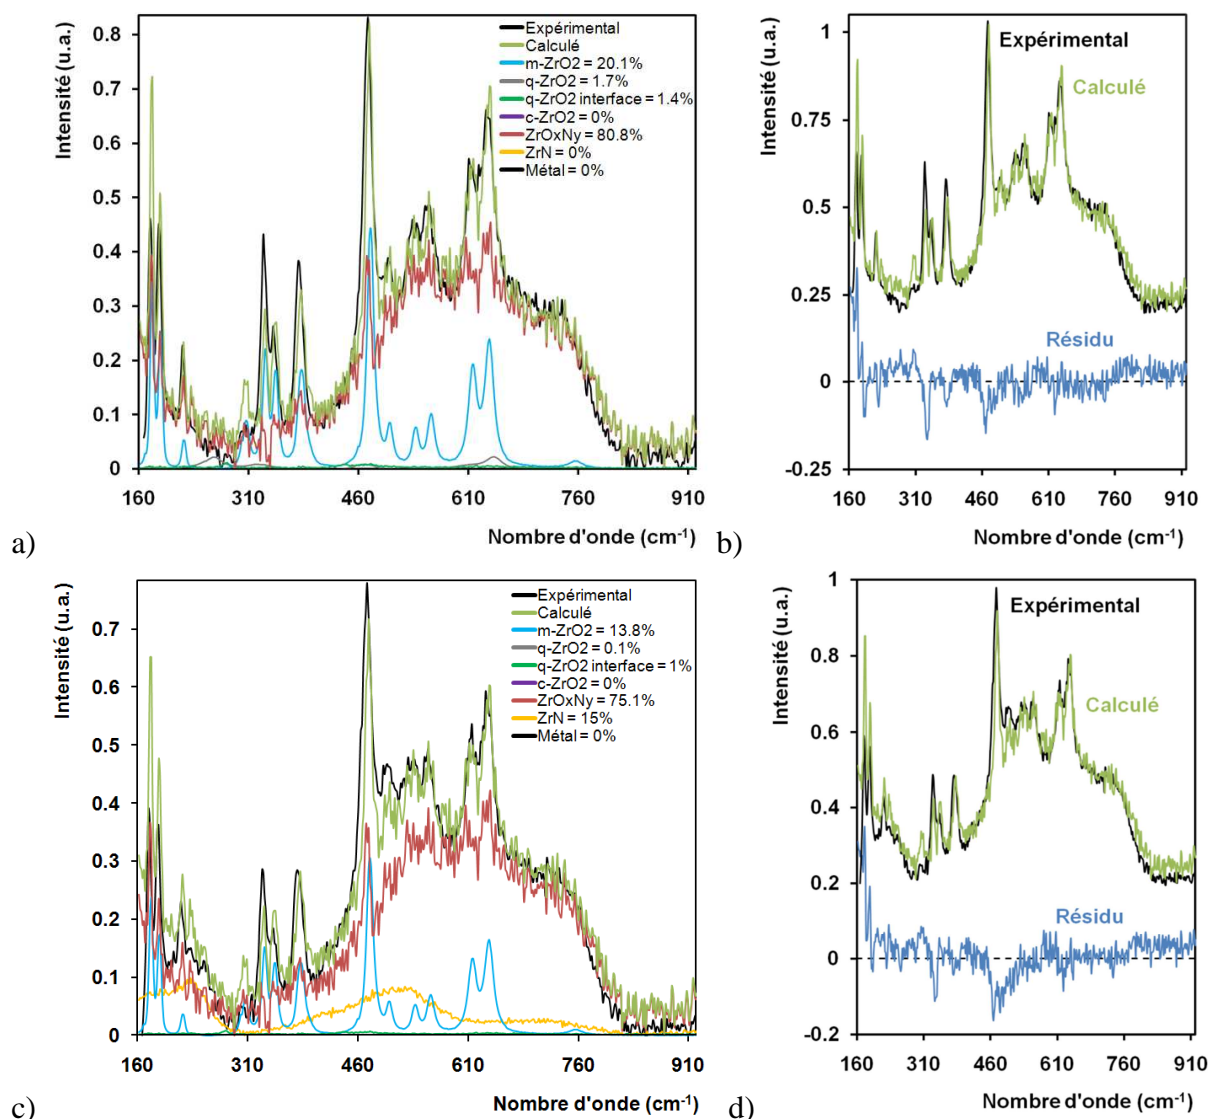 Intensité (u.a.)
0.8
0.7
0.6
0.5
0.4
0.3
0.2
0.1
0
Expérimental
Calculé
m-ZrO2 = 20.1%
q-ZrO2 = 1.7%
q-ZrO2 interface = 1.4%
c-ZrO2 = 0%
ZrOxNy = 80.8%
ZrN = 0%
Métal = 0%
160 310 460 610 760 910
Nombre d'onde (cm-1)
a)
Intensité (u.a.)
1
0.75
0.5
0.25
0
-0.25
Expérimental
Calculé
Résidu
160 310 460 610 760 910
Nombre d'onde (cm-1)
b)
Intensité (u.a.)
0.7
0.6
0.5
0.4
0.3
0.2
0.1
0
Expérimental
Calculé
m-ZrO2 = 13.8%
q-ZrO2 = 0.1%
q-ZrO2 interface = 1%
c-ZrO2 = 0%
ZrOxNy = 75.1%
ZrN = 15%
Métal = 0%
160 310 460 610 760 910
Nombre d'onde (cm-1)
c)
Intensité (u.a.)
1
0.8
0.6
0.4
0.2
0
-0.2
Expérimental
Calculé
Résidu
160 310 460 610 760 910
Nombre d'onde (cm-1)
d)